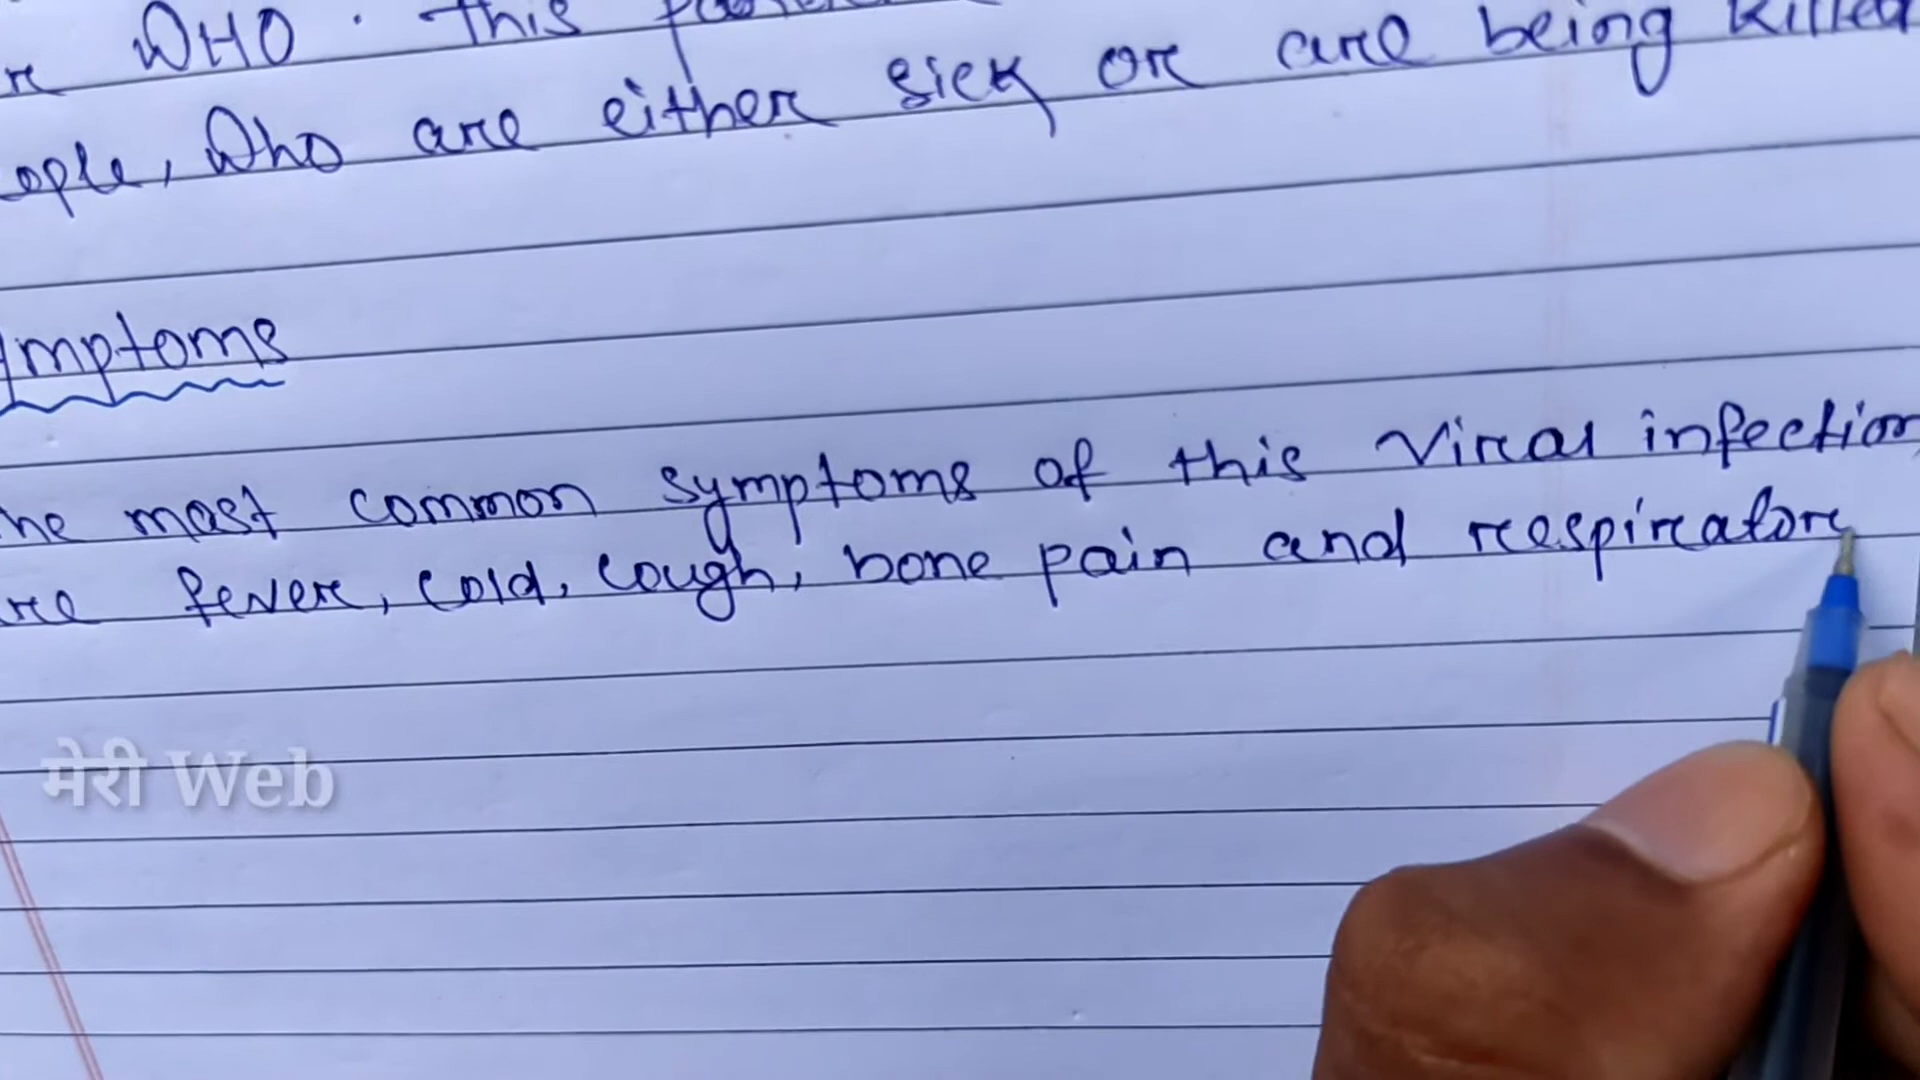 WHO. This
ople, Who are either sick or are being killed
ymptoms
he most common symptoms of this viral infection
re fever, cold, cough, bone pain and respirator
मेरी Web